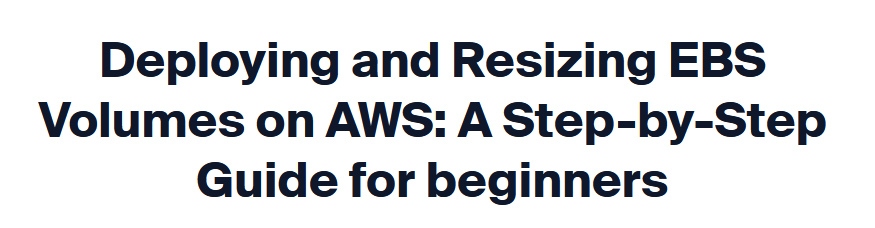 Deploying and Resizing EBS
Volumes on AWS: A Step-by-Step
Guide for beginners